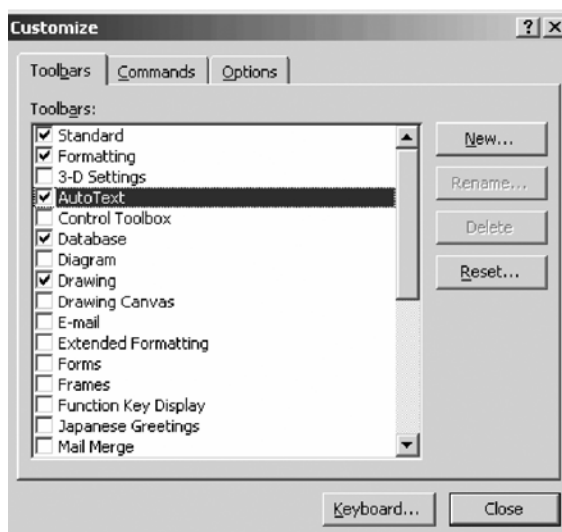 Customize
Toolbars
Commands
Options
Toolbars:
Standard
Formatting
3-D Settings
AutoText
Control Toolbox
Database
Diagram
Drawing
Drawing Canvas
E-mail
Extended Formatting
Forms
Frames
Function Key Display
Japanese Greetings
Mail Merge
New...
Rename...
Delete
Reset...
Keyboard...
Close